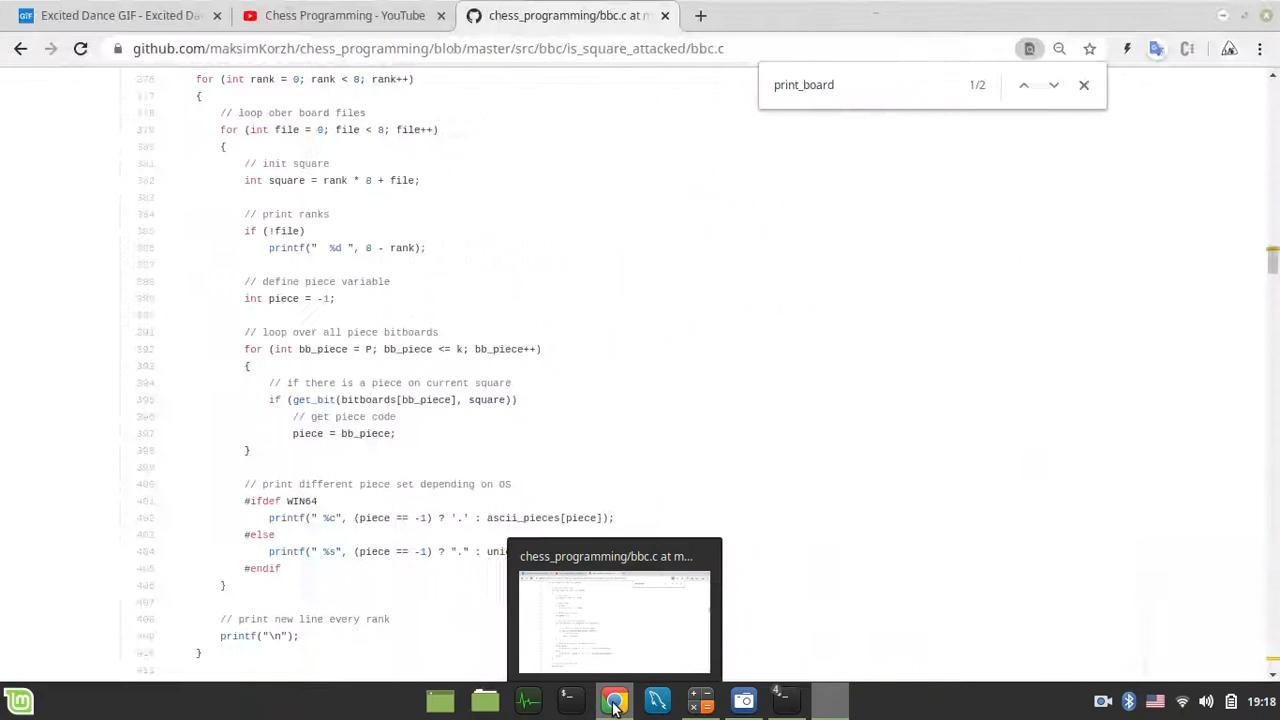 Excited Dance GIF - Excited Da
Chess Programming - YouTube
chess_programming/bbc.c at m
github.com/maksimKorzh/chess_programming/blob/master/src/bbc/is_square_attacked/bbc.c
print_board
1/2
for (int rank = 0; rank < 8; rank++)
{
// loop ober board files
for (int file = 0; file < 8; file++)
{
// init square
int square = rank * 8 + file;
// print ranks
if (!file)
printf("  %d ", 8 - rank);
// define piece variable
int piece = -1;
// loop over all piece bitboards
for (int bb_piece = P; bb_piece <= k; bb_piece++)
{
// if there is a piece on current square
if (get_bit(bitboards[bb_piece], square))
// get piece code
piece = bb_piece;
}
// print different piece set depending on OS
#ifdef WIN64
printf(" %c", (piece == -1) ? '.' : ascii_pieces[piece]);
#else
printf(" %s", (piece == -1) ? "." : uni
#endif
}
// print new line every rank
printf("\n
}
chess_programming/bbc.c at m...
4
19: